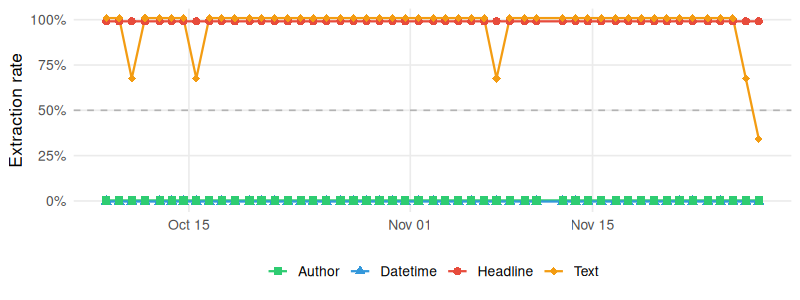 Extraction rate
100%
75%
50%
25%
0%
Oct 15 Nov 01 Nov 15
Author Datetime Headline Text